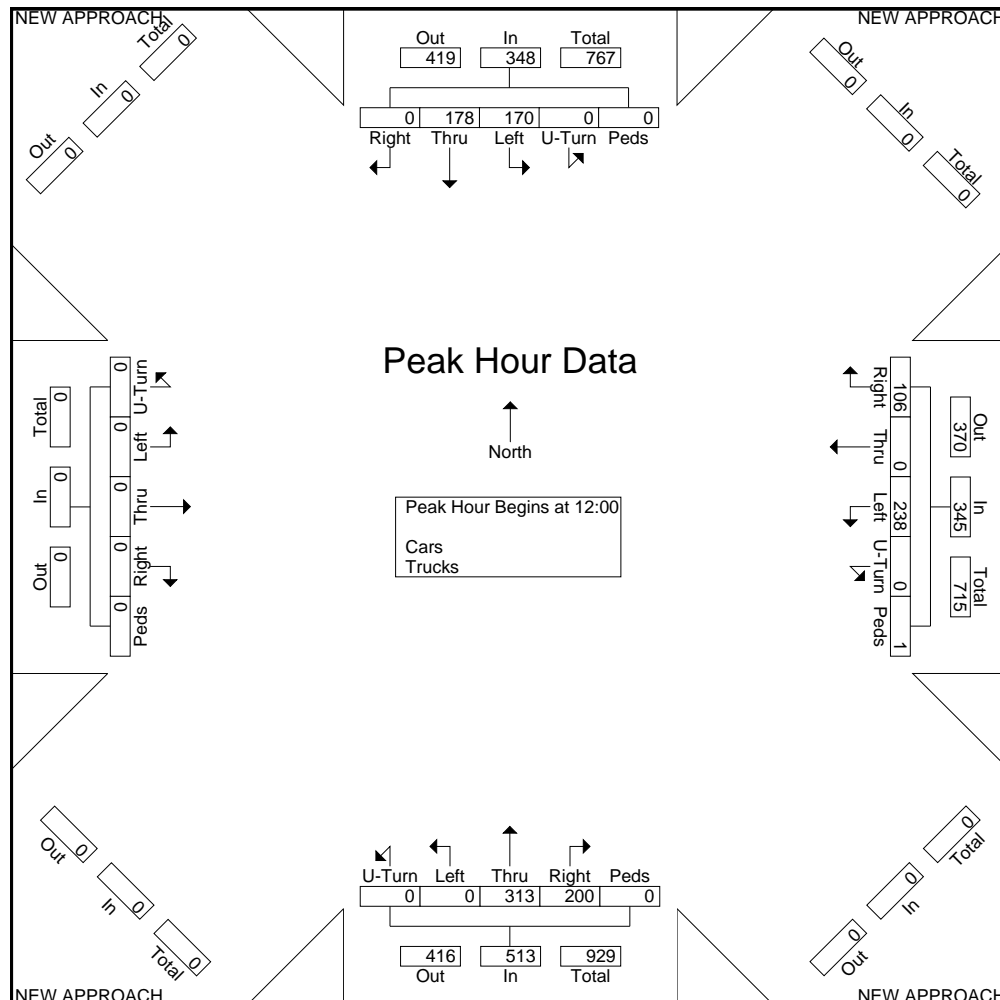 NEW APPROACH
Total
0
In
0
Out
0
Out In Total
419 348 767
0 178 170 0 0
Right Thru Left U-Turn Peds
NEW APPROACH
Out
0
In
0
Total
0
Peak Hour Data
North
Peak Hour Begins at 12:00
Cars
Trucks
Total
0
In
0
Out
0
0 0 0 0 0
U-Turn Left Thru Right Peds
106 0 238 0 1
Right Thru Left U-Turn Peds
Out In Total
370 345 715
U-Turn Left Thru Right Peds
0 0 313 200 0
416 513 929
Out In Total
0
Out
0
In
0
Total
NEW APPROACH
0
Total
0
In
0
Out
NEW APPROACH